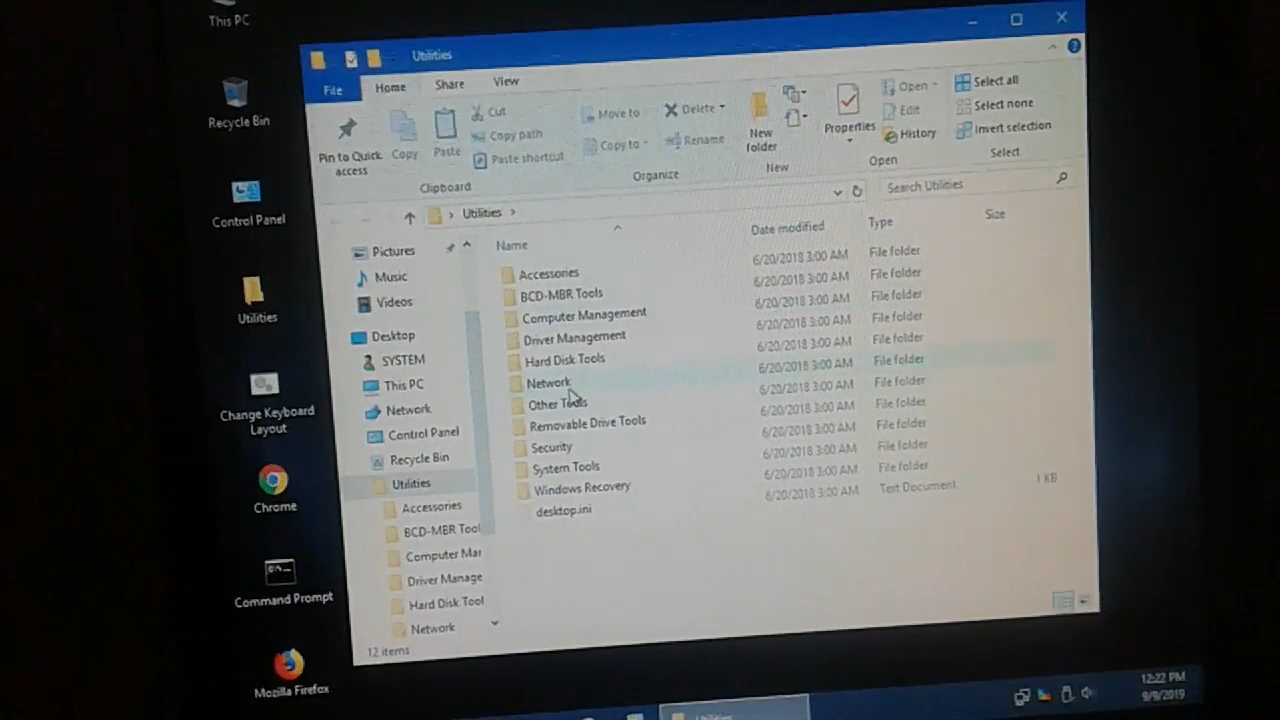 This PC
Recycle Bin
Control Panel
Utilities
Change Keyboard
Layout
Chrome
Command Prompt
Mozilla Firefox
Utilities
File
Home
Share
View
Pin to Quick
access
Copy
Paste
Cut
Copy path
Paste shortcut
Clipboard
Move to
Copy to
Delete
Rename
Organize
New
folder
New
Properties
Open
Edit
History
Open
Select all
Select none
Invert selection
Select
Utilities
Search Utilities
Pictures
Music
Videos
Desktop
SYSTEM
This PC
Network
Control Panel
Recycle Bin
Utilities
Accessories
BCD-MBR Tool
Computer Mar
Driver Manage
Hard Disk Tool
Network
Name Date modified Type Size
Accessories 6/20/2018 3:00 AM File folder
BCD-MBR Tools 6/20/2018 3:00 AM File folder
Computer Management 6/20/2018 3:00 AM File folder
Driver Management 6/20/2018 3:00 AM File folder
Hard Disk Tools 6/20/2018 3:00 AM File folder
Network 6/20/2018 3:00 AM File folder
Other Tools 6/20/2018 3:00 AM File folder
Removable Drive Tools 6/20/2018 3:00 AM File folder
Security 6/20/2018 3:00 AM File folder
System Tools 6/20/2018 3:00 AM File folder
Windows Recovery 6/20/2018 3:00 AM File folder
desktop.ini 6/20/2018 3:00 AM Text Document 1 KB
12 items
Utilities
12:22 PM
9/9/2019